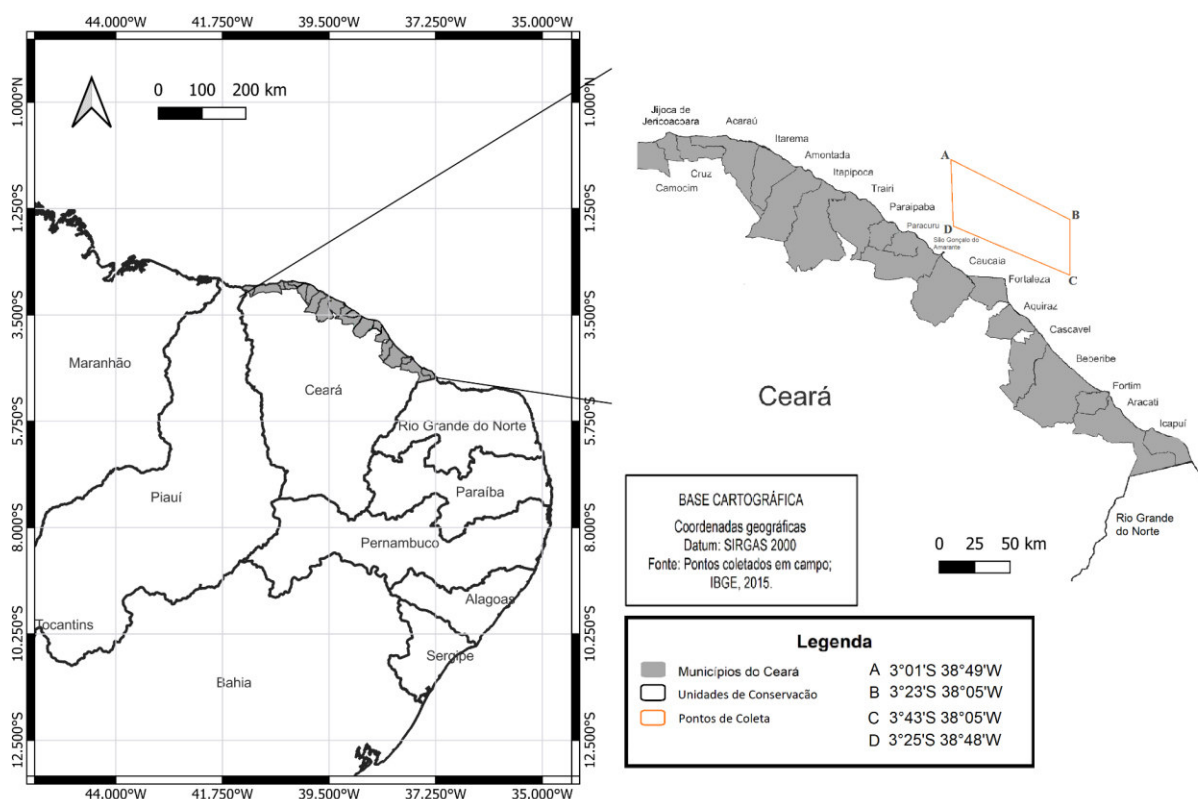 44.000°W 41.750°W 39.500°W 37.250°W 35.000°W
0 100 200 km
1.000°N
1.250°S
3.500°S
5.750°S
8.000°S
10.250°S
12.500°S
Maranhão
Ceará
Rio Grande do Norte
Piauí
Paraíba
Pernambuco
Alagoas
Tocantins
Sergipe
Bahia
1.000°N
1.250°S
3.500°S
5.750°S
8.000°S
10.250°S
12.500°S
44.000°W 41.750°W 39.500°W 37.250°W 35.000°W
Jijoca de
Jericoacoara
Acaraú
Itarema
Cruz
Camocim
Amontada
Itapipoca
Trairi
Paraipaba
Paracuru
São Gonçalo do
Amarante
Caucaia
Fortaleza
Aquiraz
Cascavel
Beberibe
Fortim
Aracati
Icapuí
A
B
D
C
Ceará
Rio Grande
do Norte
0 25 50 km
BASE CARTOGRÁFICA
Coordenadas geográficas
Datum: SIRGAS 2000
Fonte: Pontos coletados em campo;
IBGE, 2015.
Legenda
Municípios do Ceará
Unidades de Conservação
Pontos de Coleta
A 3°01'S 38°49'W
B 3°23'S 38°05'W
C 3°43'S 38°05'W
D 3°25'S 38°48'W